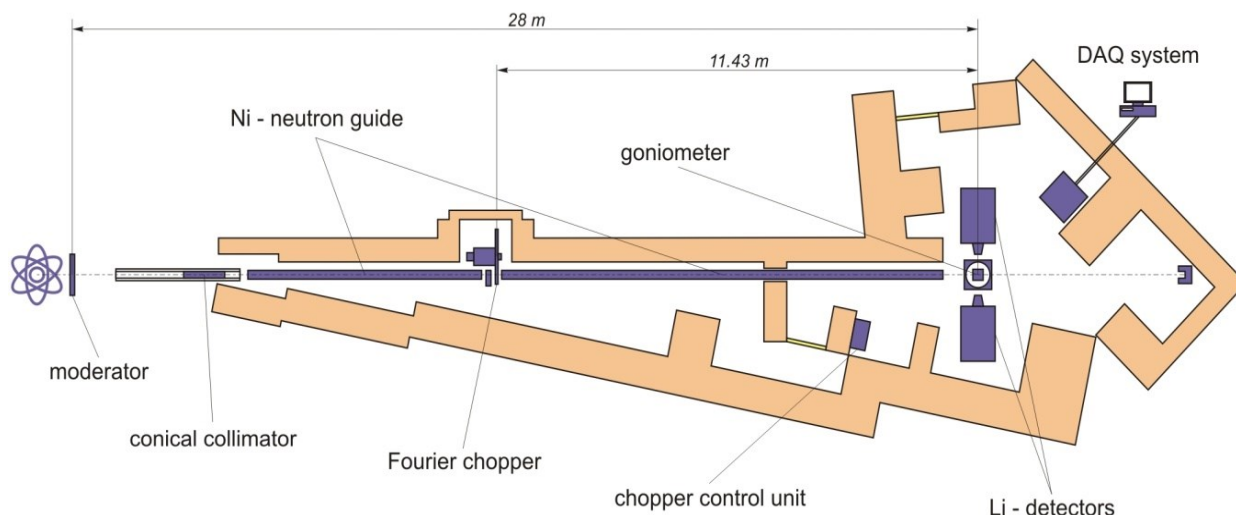 28 m
11.43 m
DAQ system
Ni - neutron guide
goniometer
moderator
conical collimator
Fourier chopper
chopper control unit
Li - detectors